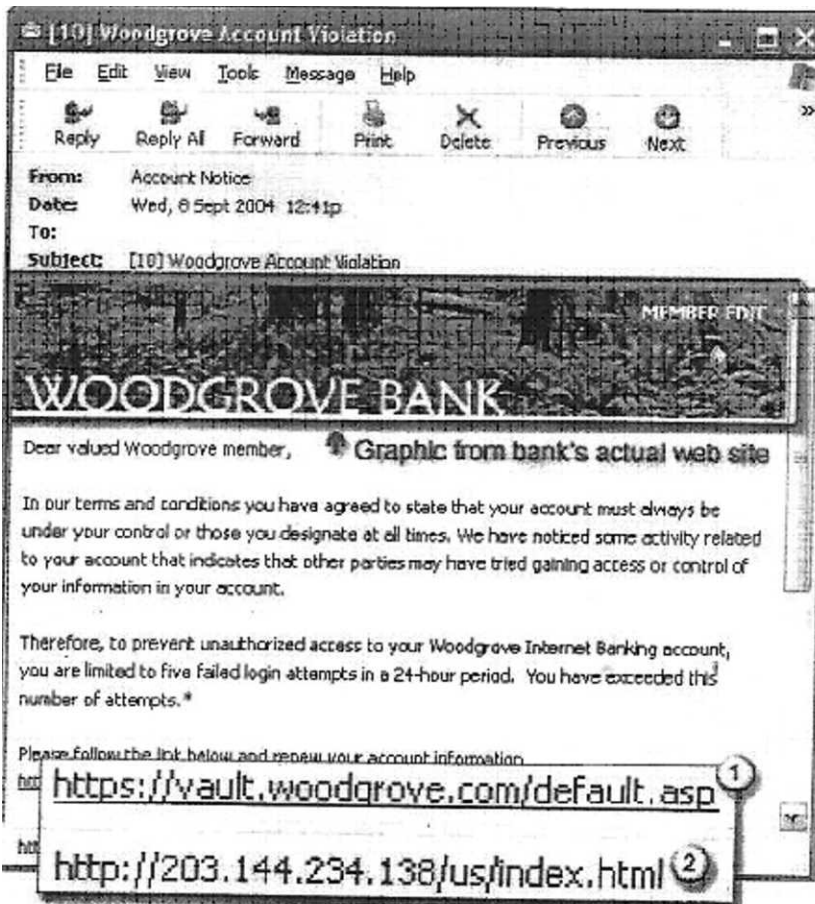 [10] Woodgrove Account Violation
File Edit View Tools Message Help
Reply Reply All Forward Print Delete Previous Next
From: Account Notice
Date: Wed, 8 Sept 2004 12:41p
To:
Subject: [10] Woodgrove Account Violation
MEMBER FDIC
WOODGROVE BANK
Dear valued Woodgrove member,
Graphic from bank's actual web site
In our terms and conditions you have agreed to state that your account must always be
under your control or those you designate at all times. We have noticed some activity related
to your account that indicates that other parties may have tried gaining access or control of
your information in your account.
Therefore, to prevent unauthorized access to your Woodgrove Internet Banking account,
you are limited to five failed login attempts in a 24-hour period. You have exceeded this
number of attempts.*
Please follow the link below and renew your account information
htt
https://vault.woodgrove.com/default.asp 1
htt
http://203.144.234.138/us/index.html 2